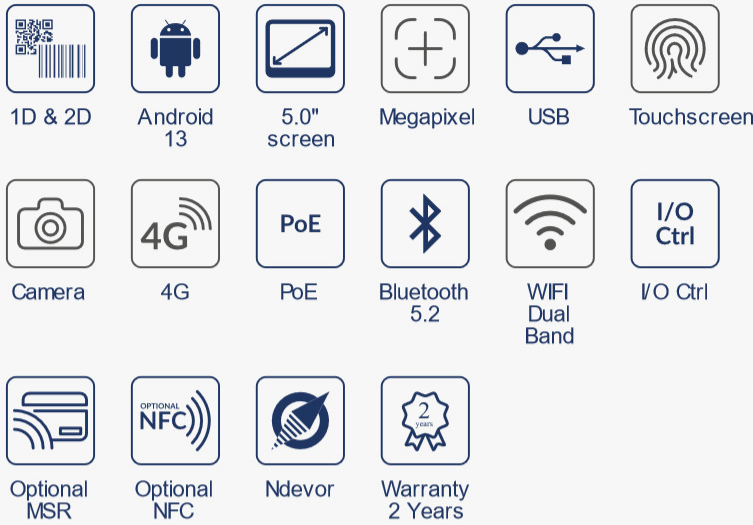 1D & 2D
Android
13
5.0"
screen
Megapixel
USB
Touchscreen
4G
PoE
I/O
Ctrl
Camera
4G
PoE
Bluetooth
5.2
WIFI
Dual
Band
I/O Ctrl
OPTIONAL
NFC
2
years
Optional
MSR
Optional
NFC
Ndevor
Warranty
2 Years